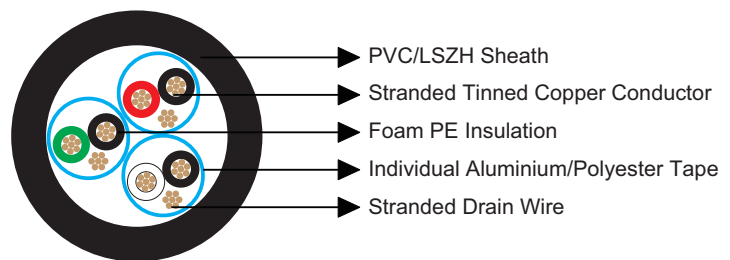 PVC/LSZH Sheath
Stranded Tinned Copper Conductor
Foam PE Insulation
Individual Aluminium/Polyester Tape
Stranded Drain Wire